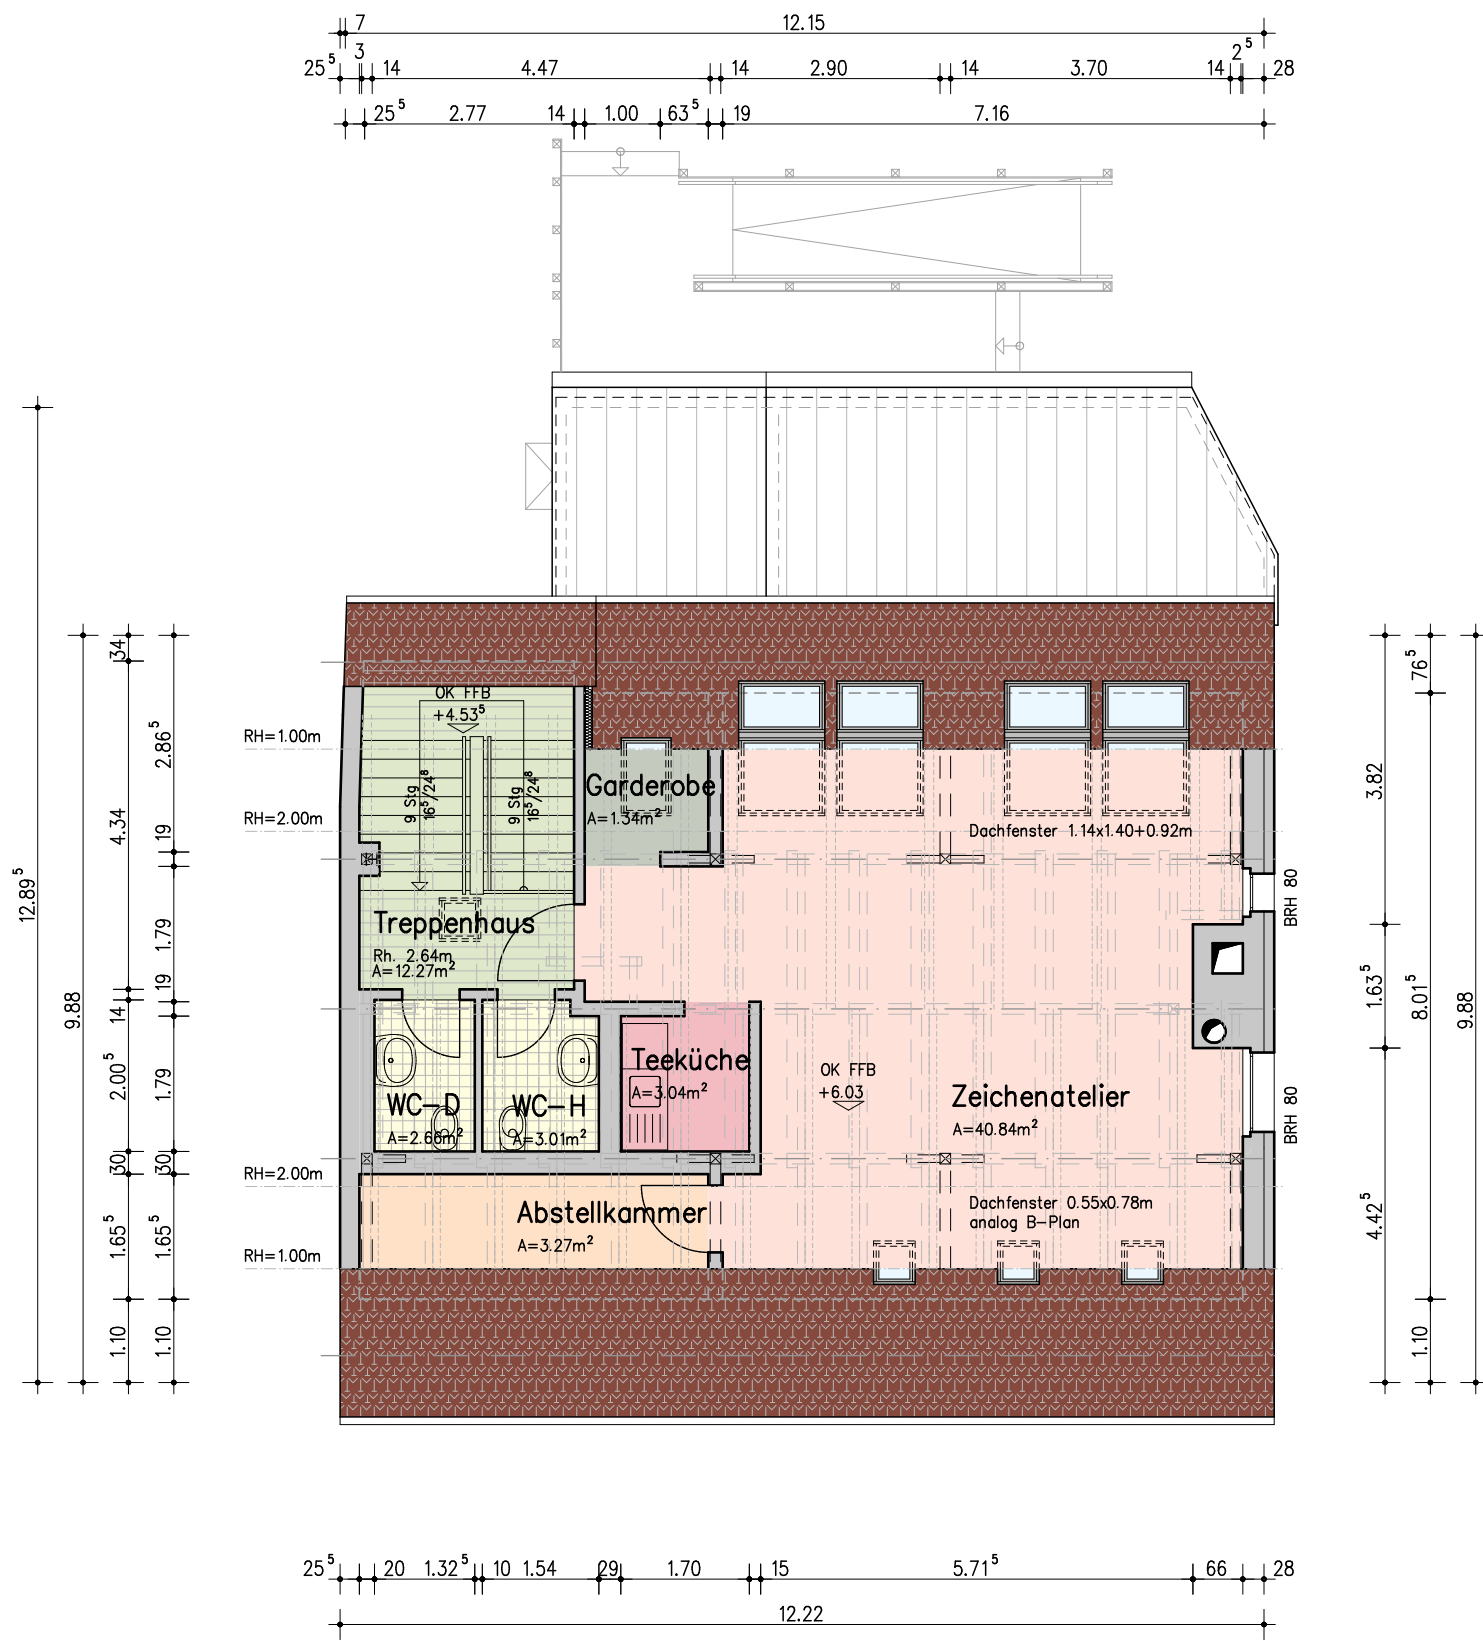 7 12.15
25⁵ 3 14 4.47 14 2.90 14 3.70 14 2⁵ 28
25⁵ 2.77 14 1.00 63⁵ 19 7.16
12.89⁵
9.88
34
4.34
14
2.00⁵
30
1.65⁵
1.10
2.86⁵
19
1.79
19
1.79
30
1.65⁵
1.10
RH=1.00m
RH=2.00m
RH=2.00m
RH=1.00m
OK FFB
+4.53⁵
9 Stg
16⁵/24⁸
9 Stg
16⁵/24⁸
Garderobe
A=1.34m²
Dachfenster 1.14x1.40+0.92m
Treppenhaus
Rh. 2.64m
A=12.27m²
BRH 80
Teeküche
A=3.04m²
WC-D
A=2.66m²
WC-H
A=3.01m²
OK FFB
+6.03
Zeichenatelier
A=40.84m²
BRH 80
Abstellkammer
A=3.27m²
Dachfenster 0.55x0.78m
analog B-Plan
3.82
1.63⁵
4.42⁵
76⁵
8.01⁵
1.10
9.88
25⁵ 20 1.32⁵ 10 1.54 29 1.70 15 5.71⁵ 66 28
12.22